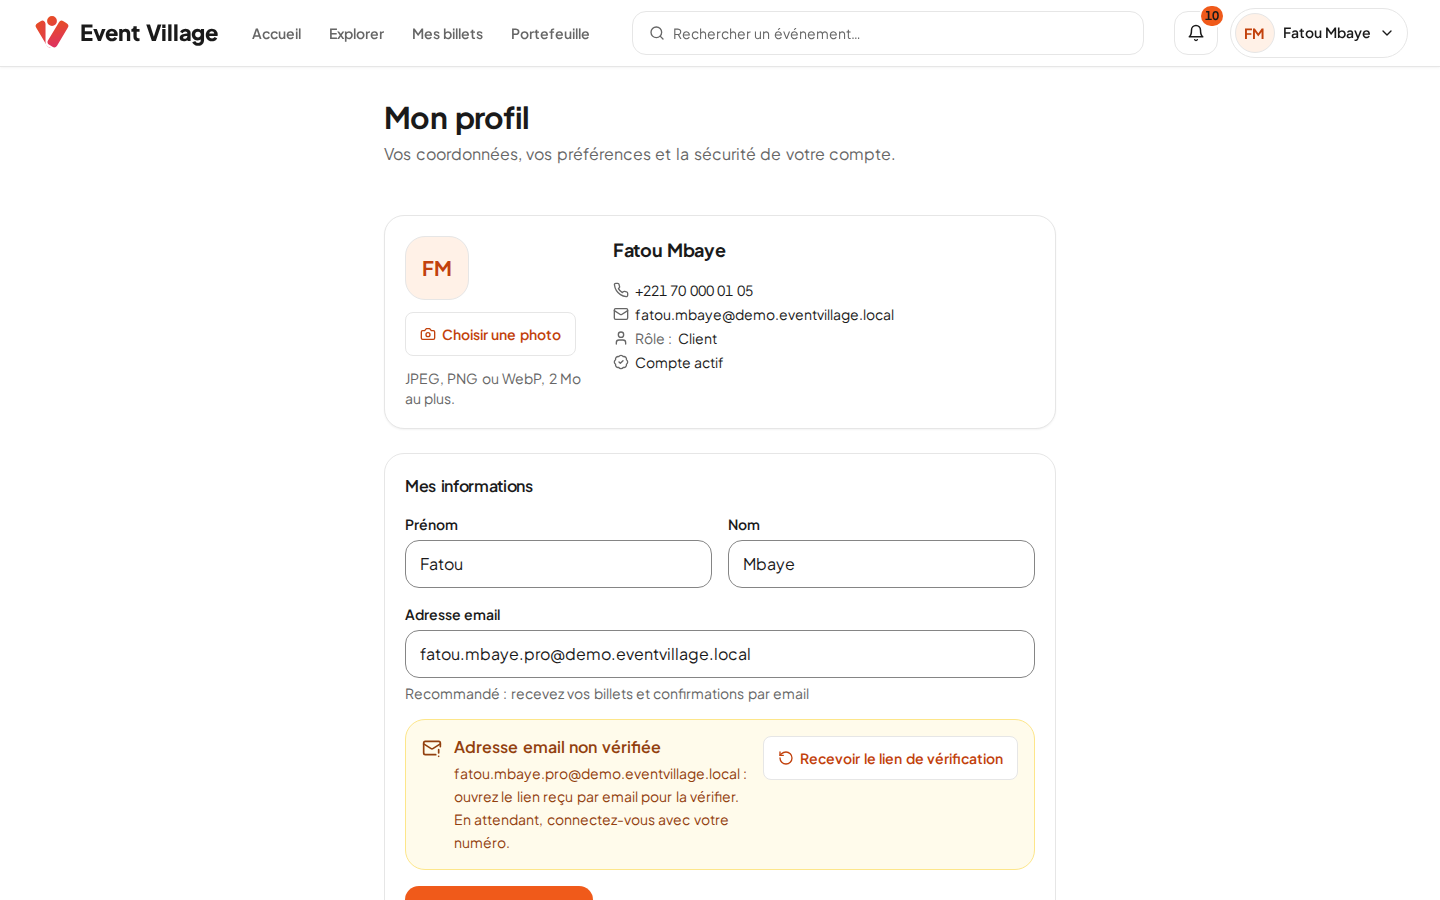 Event Village
Accueil
Explorer
Mes billets
Portefeuille
Rechercher un événement...
10
FM
Fatou Mbaye
Mon profil
Vos coordonnées, vos préférences et la sécurité de votre compte.
FM
Choisir une photo
JPEG, PNG ou WebP, 2 Mo
au plus.
Fatou Mbaye
+221 70 000 01 05
fatou.mbaye@demo.eventvillage.local
Rôle : Client
Compte actif
Mes informations
Prénom
Nom
Fatou
Mbaye
Adresse email
fatou.mbaye.pro@demo.eventvillage.local
Recommandé : recevez vos billets et confirmations par email
Adresse email non vérifiée
fatou.mbaye.pro@demo.eventvillage.local :
ouvrez le lien reçu par email pour la vérifier.
En attendant, connectez-vous avec votre
numéro.
Recevoir le lien de vérification